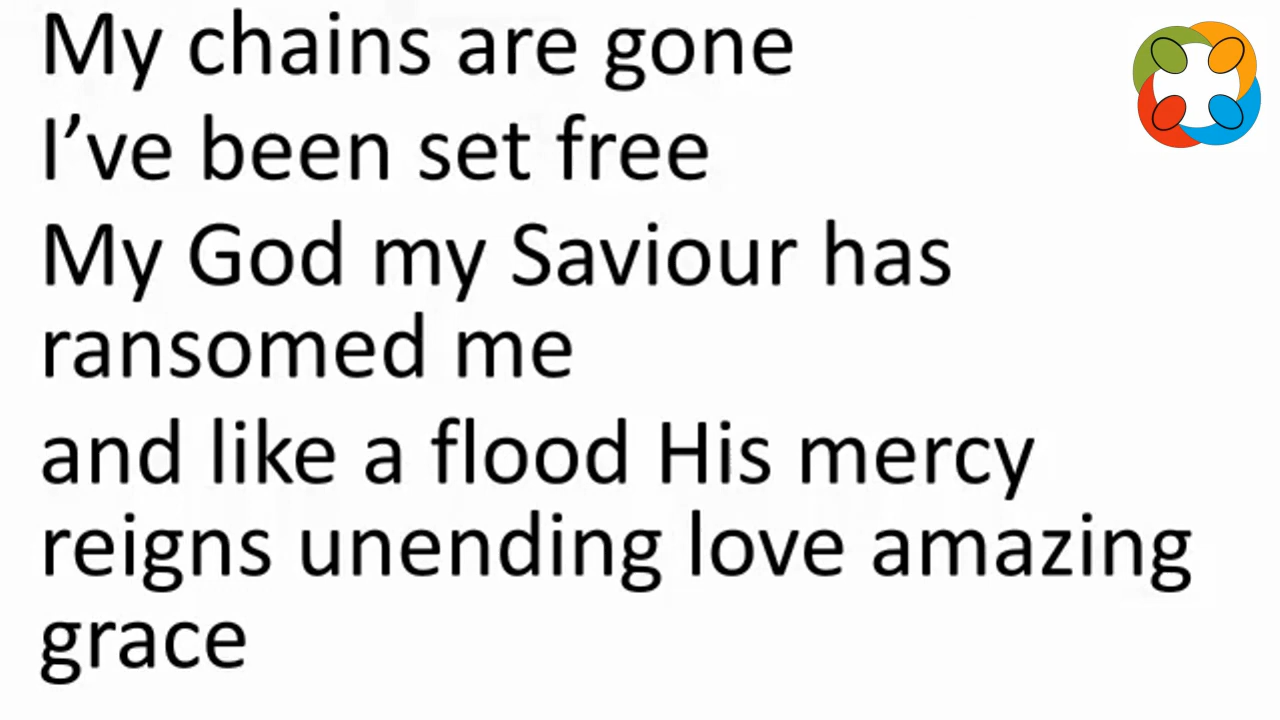 My chains are gone
I’ve been set free
My God my Saviour has
ransomed me
and like a flood His mercy
reigns unending love amazing
grace